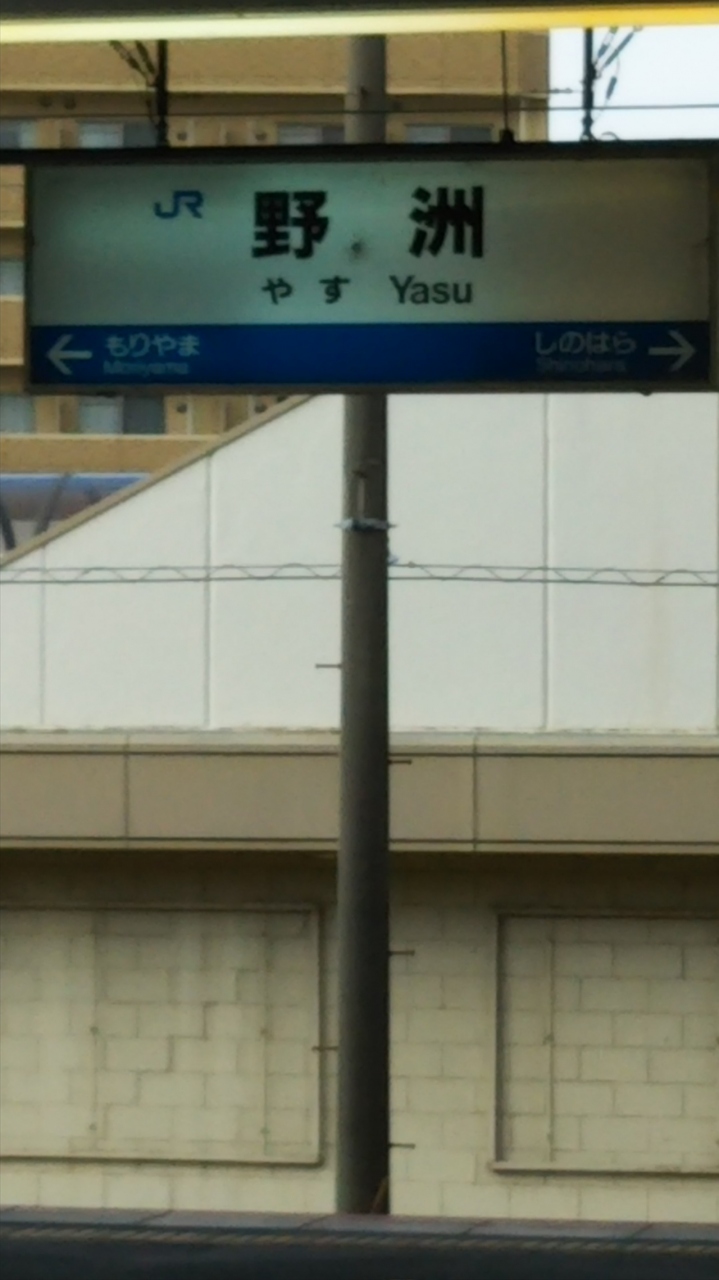 JR 野洲
やす Yasu
← もりやま しのはら →
Moriyama Shinohara